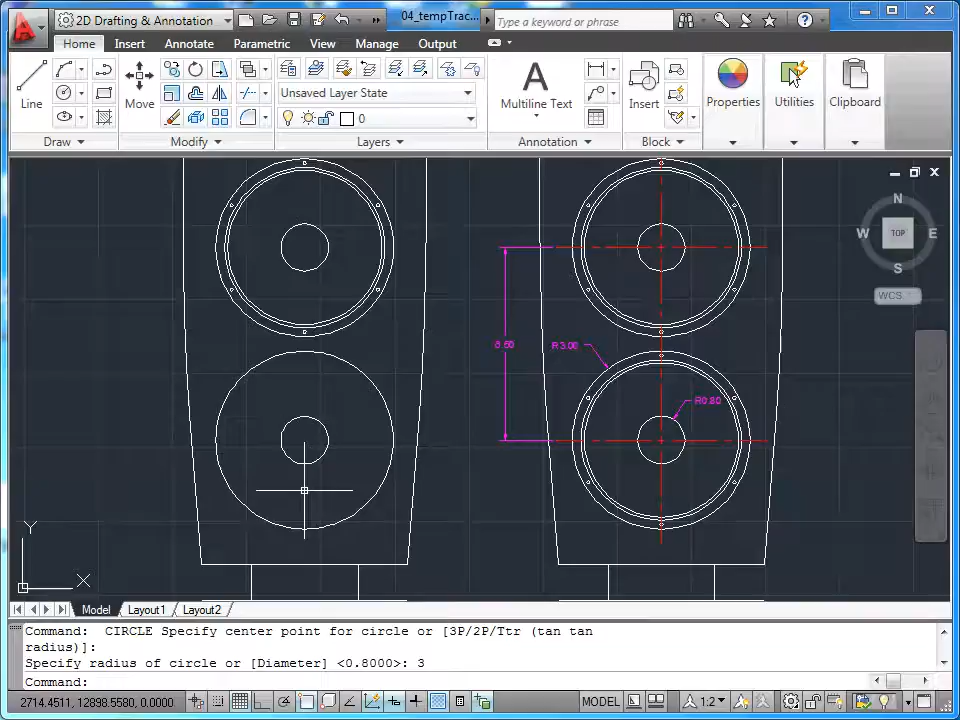 2D Drafting & Annotation
04_tempTrac...
Type a keyword or phrase
Home Insert Annotate Parametric View Manage Output
Unsaved Layer State
0
Line Move Multiline Text Insert Properties Utilities Clipboard
Draw Modify Layers Annotation Block
N
W TOP E
S
WCS
6.50
R3.00
R0.80
Y
X
Model Layout1 Layout2
Command: CIRCLE Specify center point for circle or [3P/2P/Ttr (tan tan
radius)]:
Specify radius of circle or [Diameter] <0.8000>: 3
Command:
2714.4511, 12898.5580, 0.0000 MODEL 1:2